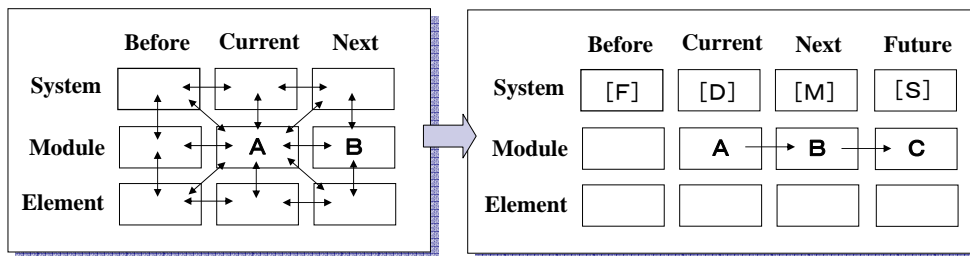 Before Current Next
System
Module A B
Element
Before Current Next Future
System [F] [D] [M] [S]
Module A B C
Element